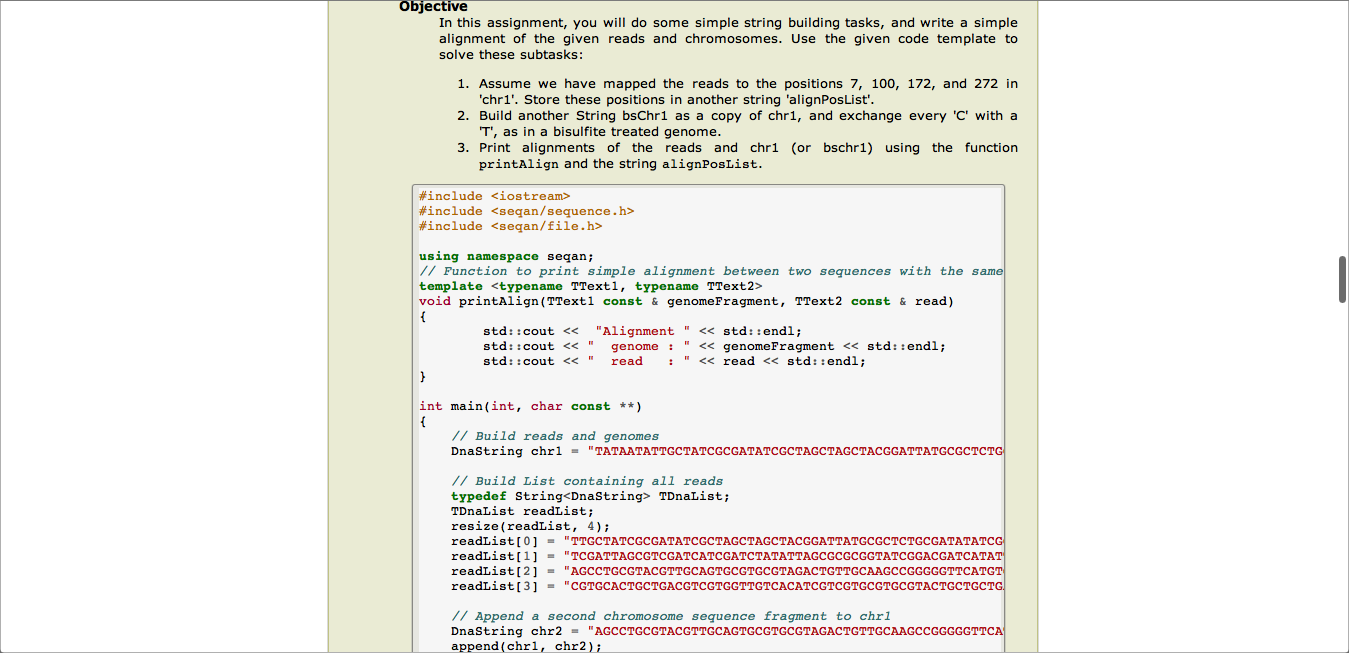 Objective
In this assignment, you will do some simple string building tasks, and write a simple
alignment of the given reads and chromosomes. Use the given code template to
solve these subtasks:
1. Assume we have mapped the reads to the positions 7, 100, 172, and 272 in
'chr1'. Store these positions in another string 'alignPosList'.
2. Build another String bsChr1 as a copy of chr1, and exchange every 'C' with a
'T', as in a bisulfite treated genome.
3. Print alignments of the reads and chr1 (or bschr1) using the function
printAlign and the string alignPosList.
#include <iostream>
#include <seqan/sequence.h>
#include <seqan/file.h>
using namespace seqan;
// Function to print simple alignment between two sequences with the same
template <typename TText1, typename TText2>
void printAlign(TText1 const & genomeFragment, TText2 const & read)
{
std::cout <<  "Alignment " << std::endl;
std::cout << "  genome : " << genomeFragment << std::endl;
std::cout << "  read   : " << read << std::endl;
}
int main(int, char const **)
{
// Build reads and genomes
DnaString chr1 = "TATAATATTGCTATCGCGATATCGCTAGCTAGCTACGGATTATGCGCTCTG
// Build List containing all reads
typedef String<DnaString> TDnaList;
TDnaList readList;
resize(readList, 4);
readList[0] = "TTGCTATCGCGATATCGCTAGCTAGCTACGGATTATGCGCTCTGCGATATATCG
readList[1] = "TCGATTAGCGTCGATCATCGATCTATATTAGCGCGCGGTATCGGACGATCATAT
readList[2] = "AGCCTGCGTACGTTGCAGTGCGTGCGTAGACTGTTGCAAGCCGGGGGTTCATGT
readList[3] = "CGTGCACTGCTGACGTCGTGGTTGTCACATCGTCGTGCGTGCGTACTGCTGCTG
// Append a second chromosome sequence fragment to chr1
DnaString chr2 = "AGCCTGCGTACGTTGCAGTGCGTGCGTAGACTGTTGCAAGCCGGGGGTTCA
append(chr1, chr2);